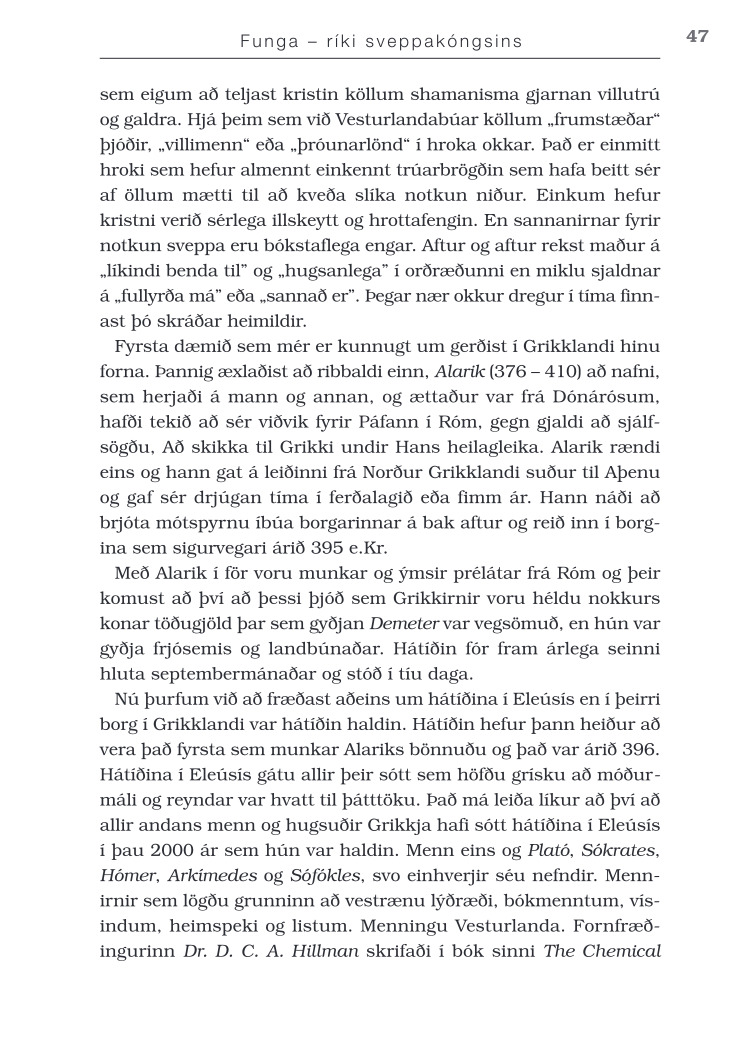 Funga – ríki sveppakóngsins
47
sem eigum að teljast kristin köllum shamanisma gjarnan villutrú
og galdra. Hjá þeim sem við Vesturlandabúar köllum „frumstæðar“
þjóðir, „villimenn“ eða „þróunarlönd“ í hroka okkar. Það er einmitt
hroki sem hefur almennt einkennt trúarbrögðin sem hafa beitt sér
af öllum mætti til að kveða slíka notkun niður. Einkum hefur
kristni verið sérlega illskeytt og hrottafengin. En sannanirnar fyrir
notkun sveppa eru bókstaflega engar. Aftur og aftur rekst maður á
„líkindi benda til” og „hugsanlega” í orðræðunni en miklu sjaldnar
á „fullyrða má” eða „sannað er”. Þegar nær okkur dregur í tíma finn-
ast þó skráðar heimildir.
Fyrsta dæmið sem mér er kunnugt um gerðist í Grikklandi hinu
forna. Þannig æxlaðist að ribbaldi einn, Alarik (376 – 410) að nafni,
sem herjaði á mann og annan, og ættaður var frá Dónárósum,
hafði tekið að sér viðvik fyrir Páfann í Róm, gegn gjaldi að sjálf-
sögðu, Að skikka til Grikki undir Hans heilagleika. Alarik rændi
eins og hann gat á leiðinni frá Norður Grikklandi suður til Aþenu
og gaf sér drjúgan tíma í ferðalagið eða fimm ár. Hann náði að
brjóta mótspyrnu íbúa borgarinnar á bak aftur og reið inn í borg-
ina sem sigurvegari árið 395 e.Kr.
Með Alarik í för voru munkar og ýmsir prélátar frá Róm og þeir
komust að því að þessi þjóð sem Grikkirnir voru héldu nokkurs
konar töðugjöld þar sem gyðjan Demeter var vegsömuð, en hún var
gyðja frjósemis og landbúnaðar. Hátíðin fór fram árlega seinni
hluta septembermánaðar og stóð í tíu daga.
Nú þurfum við að fræðast aðeins um hátíðina í Eleúsís en í þeirri
borg í Grikklandi var hátíðin haldin. Hátíðin hefur þann heiður að
vera það fyrsta sem munkar Alariks bönnuðu og það var árið 396.
Hátíðina í Eleúsís gátu allir þeir sótt sem höfðu grísku að móður-
máli og reyndar var hvatt til þátttöku. Það má leiða líkur að því að
allir andans menn og hugsuðir Grikkja hafi sótt hátíðina í Eleúsís
í þau 2000 ár sem hún var haldin. Menn eins og Plató, Sókrates,
Hómer, Arkímedes og Sófókles, svo einhverjir séu nefndir. Menn-
irnir sem lögðu grunninn að vestrænu lýðræði, bókmenntum, vís-
indum, heimspeki og listum. Menningu Vesturlanda. Fornfræð-
ingurinn Dr. D. C. A. Hillman skrifaði í bók sinni The Chemical